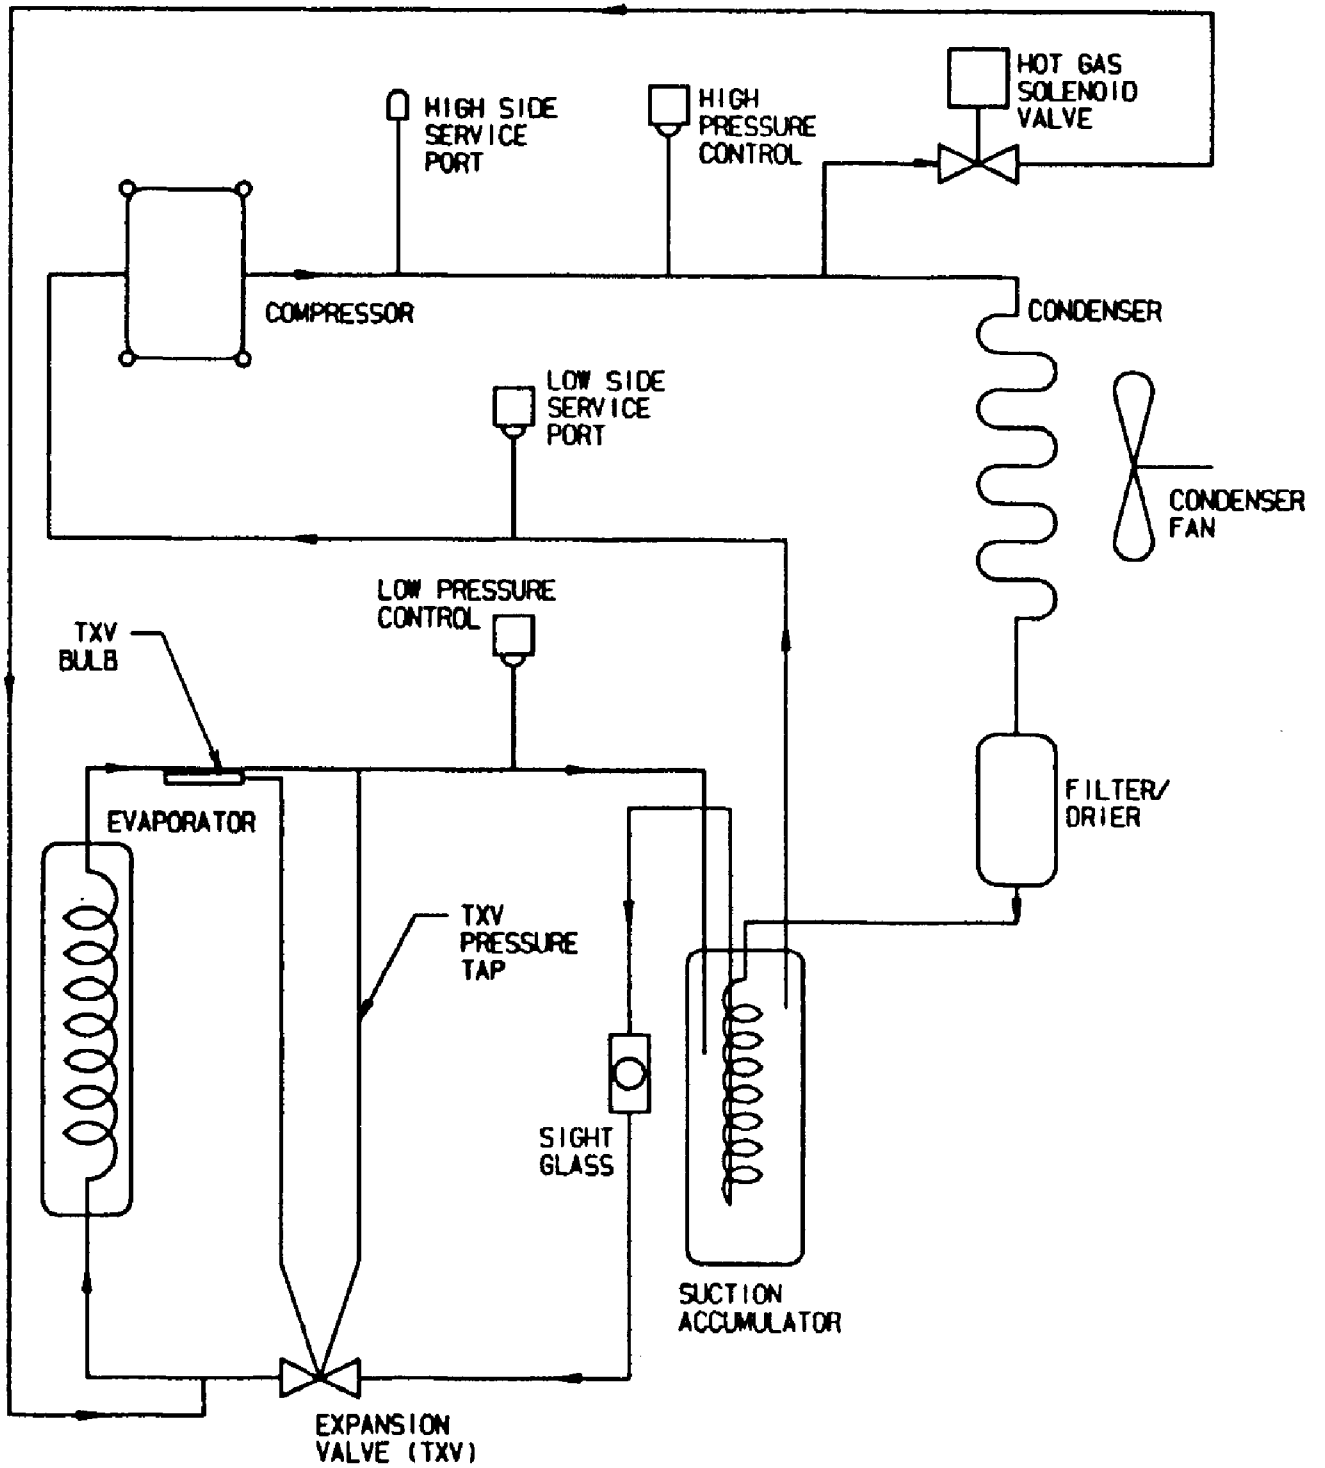 HOT GAS
SOLENOID
VALVE
HIGH SIDE
SERVICE
PORT
HIGH
PRESSURE
CONTROL
COMPRESSOR
CONDENSER
LOW SIDE
SERVICE
PORT
CONDENSER
FAN
LOW PRESSURE
CONTROL
TXV
BULB
FILTER/
DRIER
EVAPORATOR
TXV
PRESSURE
TAP
SIGHT
GLASS
SUCTION
ACCUMULATOR
EXPANSION
VALVE (TXV)